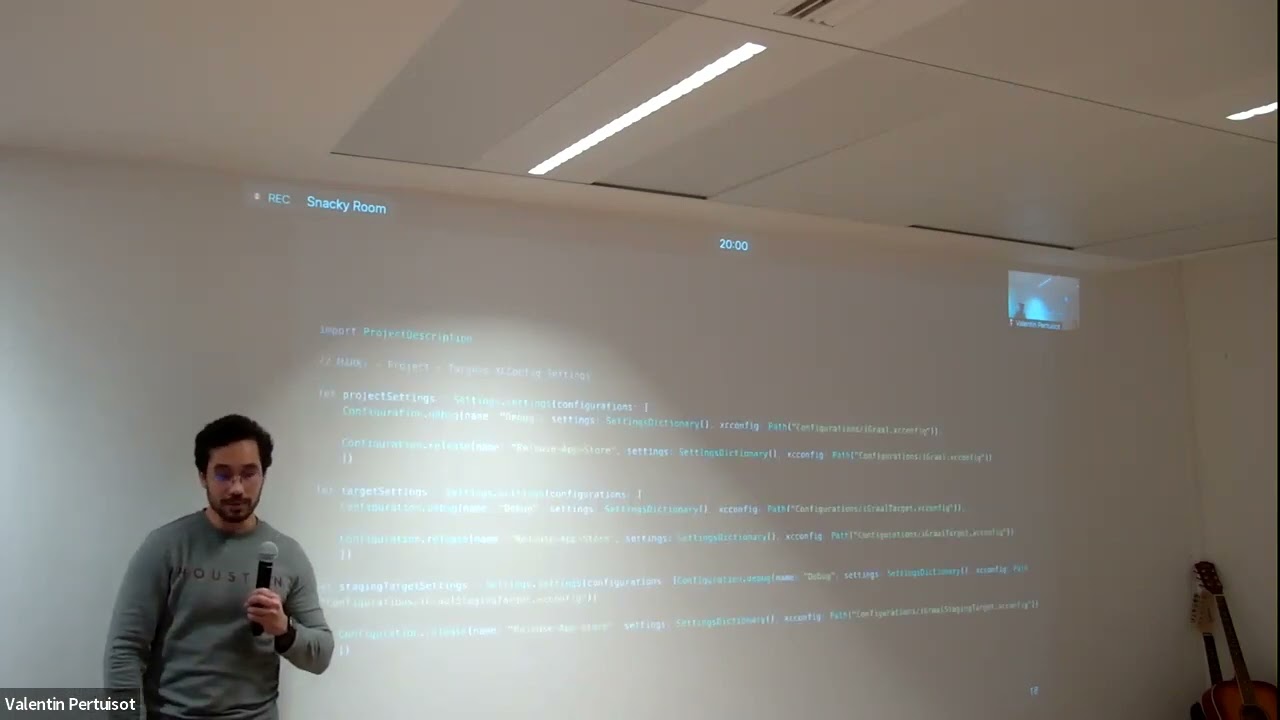 REC Snacky Room
20:00
Valentin Pertuisot
import ProjectDescription
// MARK: - Project - Targets XCConfig Settings
let projectSettings = Settings.settings(configurations: [
Configuration.debug(name: "Debug", settings: SettingsDictionary(), xcconfig: Path("Configurations/iGraal.xcconfig")),
Configuration.release(name: "Release-App-Store", settings: SettingsDictionary(), xcconfig: Path("Configurations/iGraal.xcconfig"))
])
let targetSettings = Settings.settings(configurations: [
Configuration.debug(name: "Debug", settings: SettingsDictionary(), xcconfig: Path("Configurations/iGraalTarget.xcconfig")),
Configuration.release(name: "Release-App-Store", settings: SettingsDictionary(), xcconfig: Path("Configurations/iGraalTarget.xcconfig"))
])
let stagingTargetSettings = Settings.settings(configurations: [Configuration.debug(name: "Debug", settings: SettingsDictionary(), xcconfig: Path
("Configurations/iGraalStagingTarget.xcconfig")),
Configuration.release(name: "Release-App-Store", settings: SettingsDictionary(), xcconfig: Path("Configurations/iGraalStagingTarget.xcconfig"))
])
HOUSTON
Valentin Pertuisot